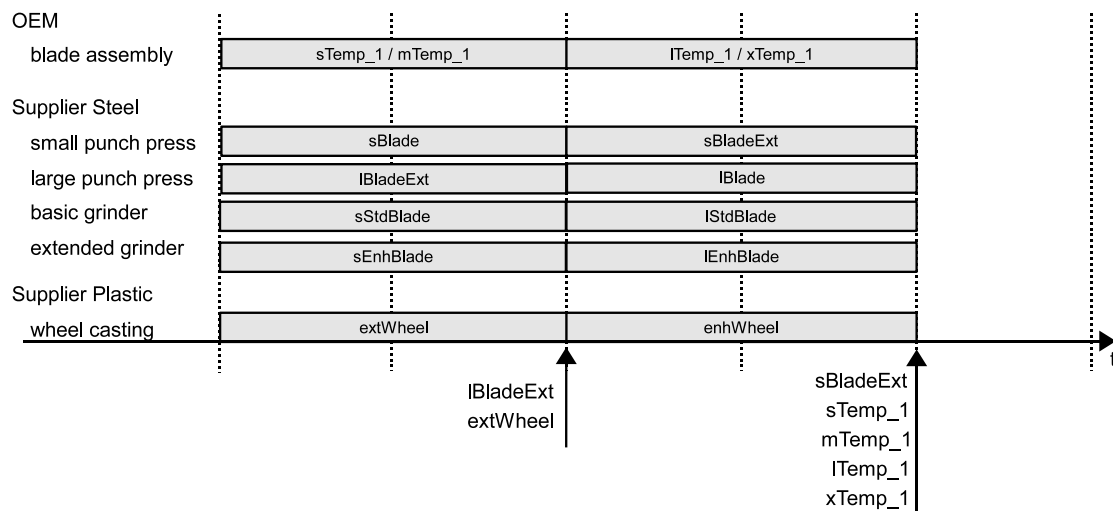 OEM
blade assembly sTemp_1 / mTemp_1 lTemp_1 / xTemp_1
Supplier Steel
small punch press sBlade sBladeExt
large punch press lBladeExt lBlade
basic grinder sStdBlade lStdBlade
extended grinder sEnhBlade lEnhBlade
Supplier Plastic
wheel casting extWheel enhWheel
t
lBladeExt
extWheel
sBladeExt
sTemp_1
mTemp_1
lTemp_1
xTemp_1